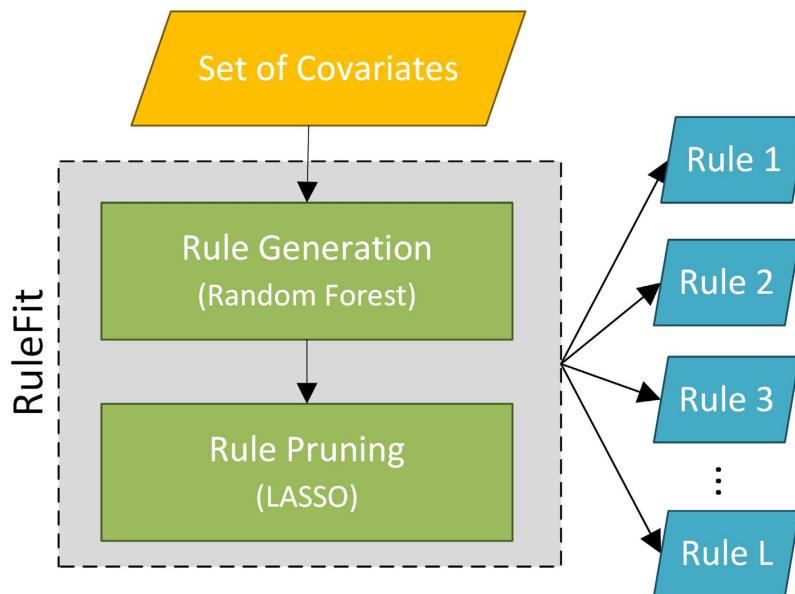 Set of Covariates
RuleFit
Rule Generation
(Random Forest)
Rule Pruning
(LASSO)
Rule 1
Rule 2
Rule 3
...
Rule L